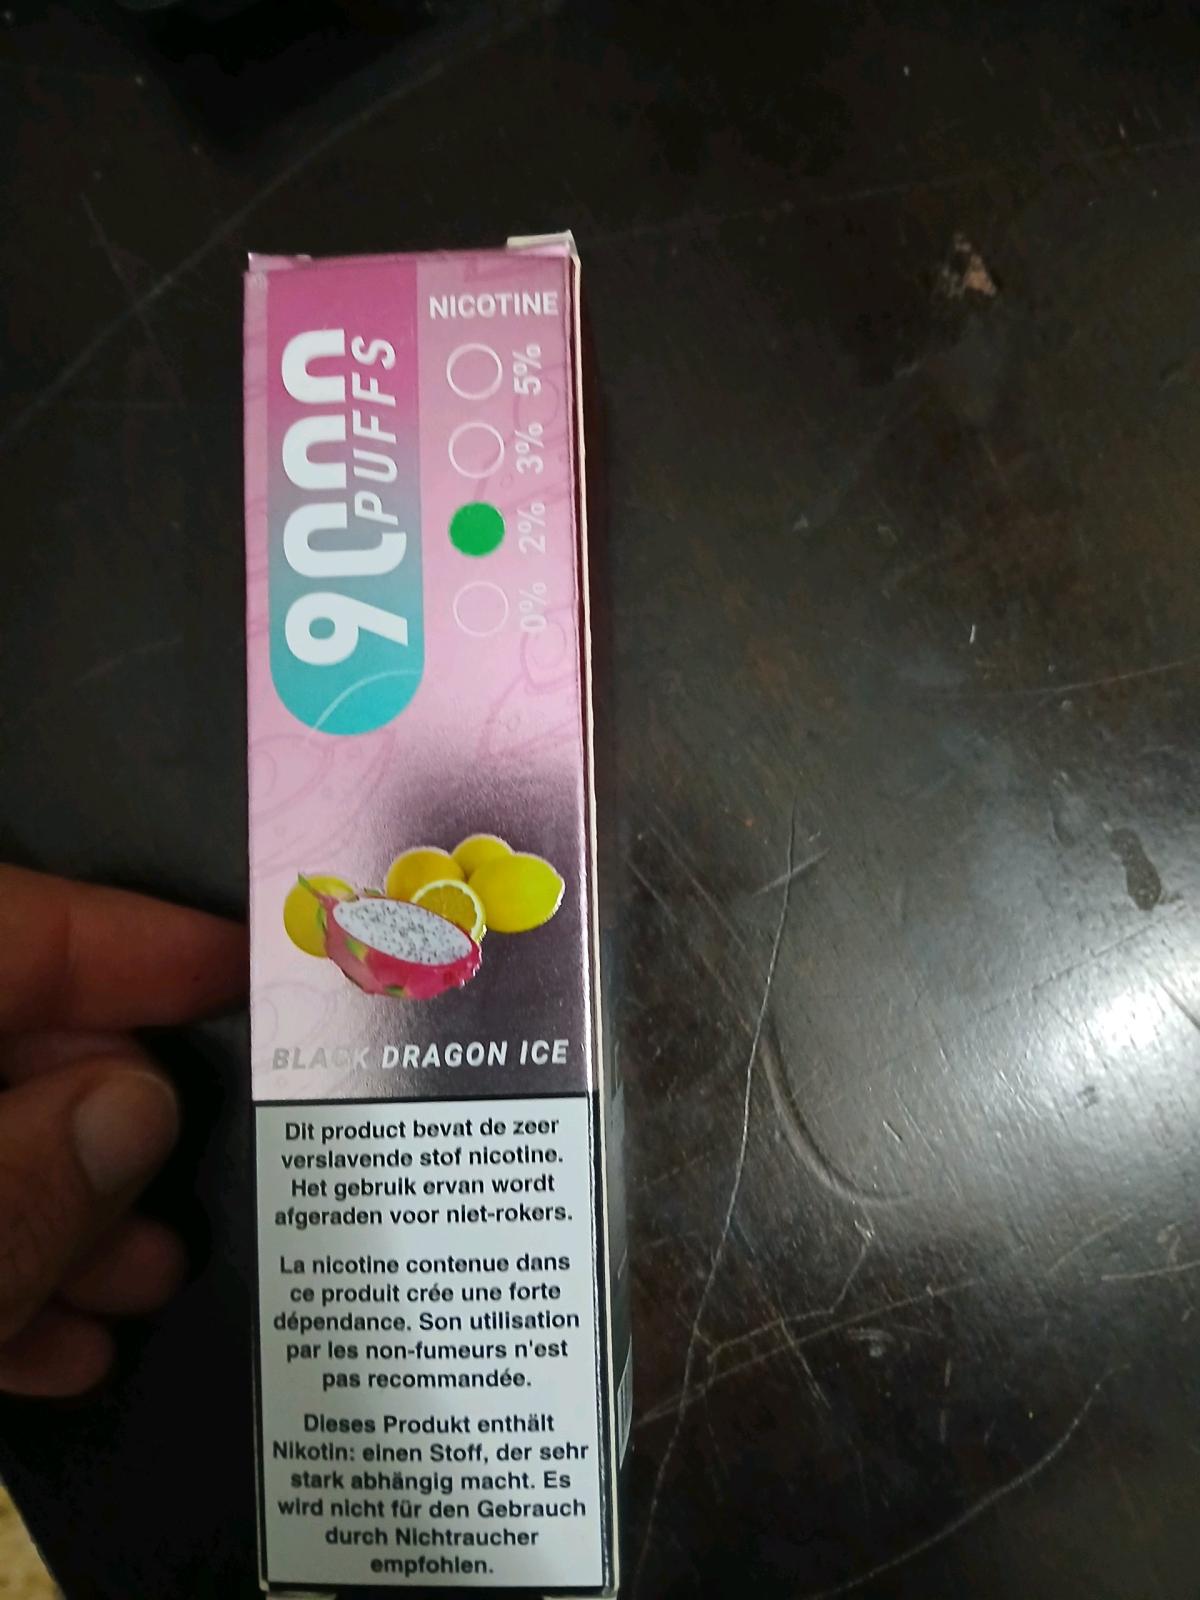 9000
PUFFS
NICOTINE
0% 2% 3% 5%
BLACK DRAGON ICE
Dit product bevat de zeer
verslavende stof nicotine.
Het gebruik ervan wordt
afgeraden voor niet-rokers.
La nicotine contenue dans
ce produit crée une forte
dépendance. Son utilisation
par les non-fumeurs n'est
pas recommandée.
Dieses Produkt enthält
Nikotin: einen Stoff, der sehr
stark abhängig macht. Es
wird nicht für den Gebrauch
durch Nichtraucher
empfohlen.